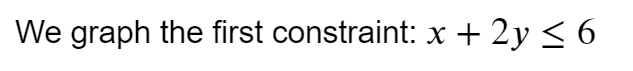 We graph the first constraint: x + 2y ≤ 6